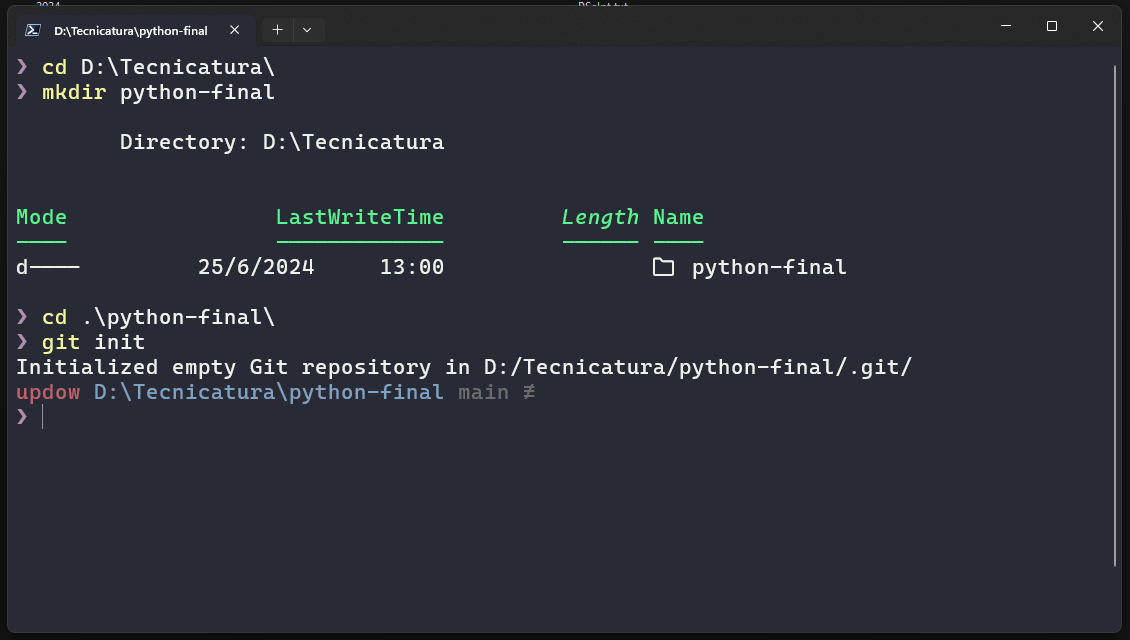 D:\Tecnicatura\python-final
❯ cd D:\Tecnicatura\
❯ mkdir python-final
Directory: D:\Tecnicatura
Mode LastWriteTime Length Name
---- ------------- ------ ----
d---- 25/6/2024 13:00 python-final
❯ cd .\python-final\
❯ git init
Initialized empty Git repository in D:/Tecnicatura/python-final/.git/
updow D:\Tecnicatura\python-final main ≢
❯